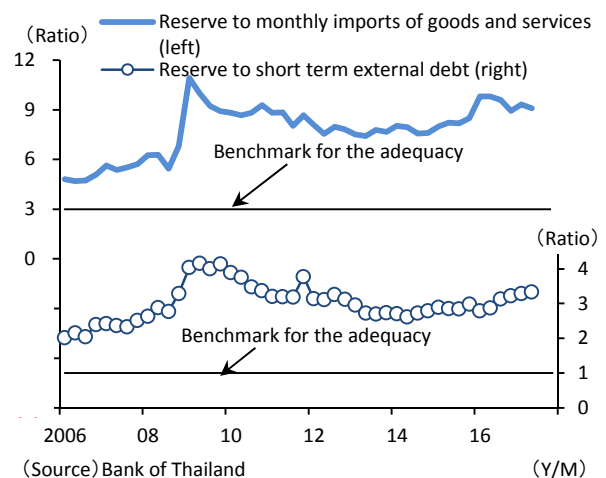 （Ratio）
Reserve to monthly imports of goods and services
(left)
12
Reserve to short term external debt (right)
9
Benchmark for the adequacy
6
3
（Ratio）
0
4
3
Benchmark for the adequacy
2
1
0
2006 08 10 12 14 16
（Source）Bank of Thailand （Y/M）